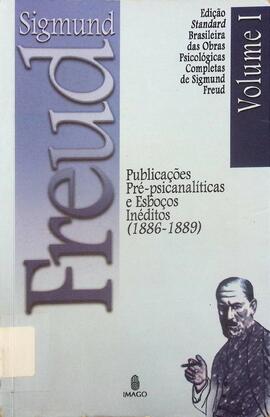 Sigmund
Freud
Edição
Standard
Brasileira
das Obras
Psicológicas
Completas
de Sigmund
Freud
Volume I
Publicações
Pré-psicanalíticas
e Esboços
Inéditos
(1886-1889)
IMAGO